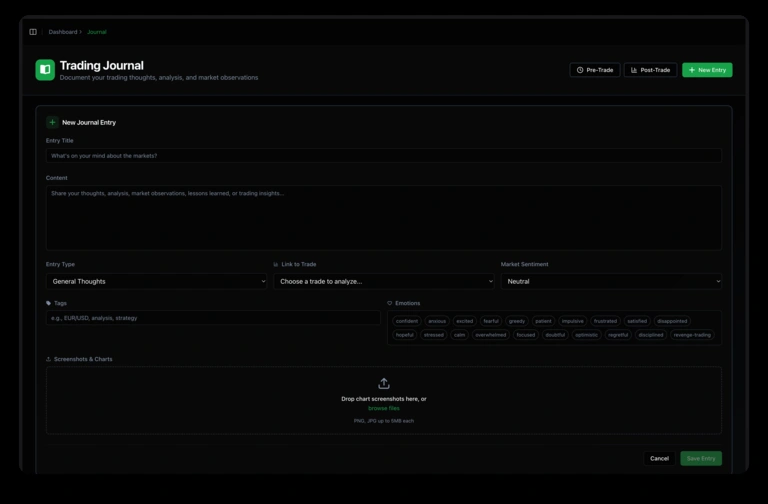 Dashboard > Journal
Trading Journal
Document your trading thoughts, analysis, and market observations
Pre-Trade
Post-Trade
+ New Entry
New Journal Entry
Entry Title
What's on your mind about the markets?
Content
Share your thoughts, analysis, market observations, lessons learned, or trading insights...
Entry Type
Link to Trade
Market Sentiment
General Thoughts
Choose a trade to analyze...
Neutral
Tags
Emotions
e.g., EUR/USD, analysis, strategy
confident anxious excited fearful greedy patient impulsive frustrated satisfied disappointed
hopeful stressed calm overwhelmed focused doubtful optimistic regretful disciplined revenge-trading
Screenshots & Charts
Drop chart screenshots here, or
browse files
PNG, JPG up to 5MB each
Cancel
Save Entry